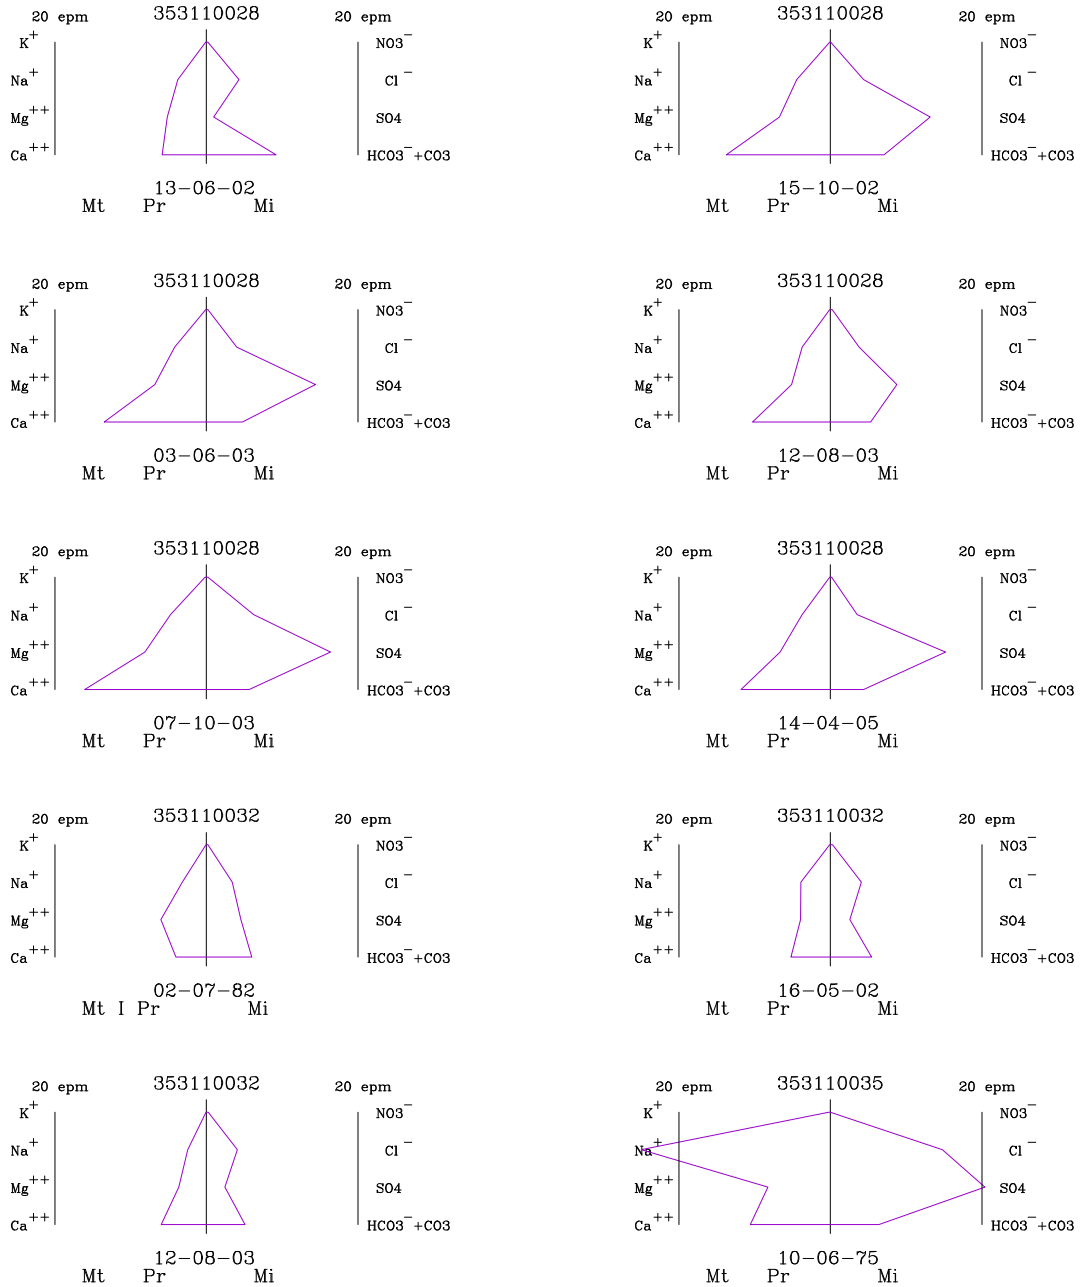 20 epm 353110028 20 epm
K+ NO3-
Na+ Cl-
Mg++ SO4
Ca++ HCO3-+CO3
13-06-02
Mt Pr Mi
20 epm 353110028 20 epm
K+ NO3-
Na+ Cl-
Mg++ SO4
Ca++ HCO3-+CO3
15-10-02
Mt Pr Mi
20 epm 353110028 20 epm
K+ NO3-
Na+ Cl-
Mg++ SO4
Ca++ HCO3-+CO3
03-06-03
Mt Pr Mi
20 epm 353110028 20 epm
K+ NO3-
Na+ Cl-
Mg++ SO4
Ca++ HCO3-+CO3
12-08-03
Mt Pr Mi
20 epm 353110028 20 epm
K+ NO3-
Na+ Cl-
Mg++ SO4
Ca++ HCO3-+CO3
07-10-03
Mt Pr Mi
20 epm 353110028 20 epm
K+ NO3-
Na+ Cl-
Mg++ SO4
Ca++ HCO3-+CO3
14-04-05
Mt Pr Mi
20 epm 353110032 20 epm
K+ NO3-
Na+ Cl-
Mg++ SO4
Ca++ HCO3-+CO3
02-07-82
Mt I Pr Mi
20 epm 353110032 20 epm
K+ NO3-
Na+ Cl-
Mg++ SO4
Ca++ HCO3-+CO3
16-05-02
Mt Pr Mi
20 epm 353110032 20 epm
K+ NO3-
Na+ Cl-
Mg++ SO4
Ca++ HCO3-+CO3
12-08-03
Mt Pr Mi
20 epm 353110035 20 epm
K+ NO3-
Na+ Cl-
Mg++ SO4
Ca++ HCO3-+CO3
10-06-75
Mt Pr Mi